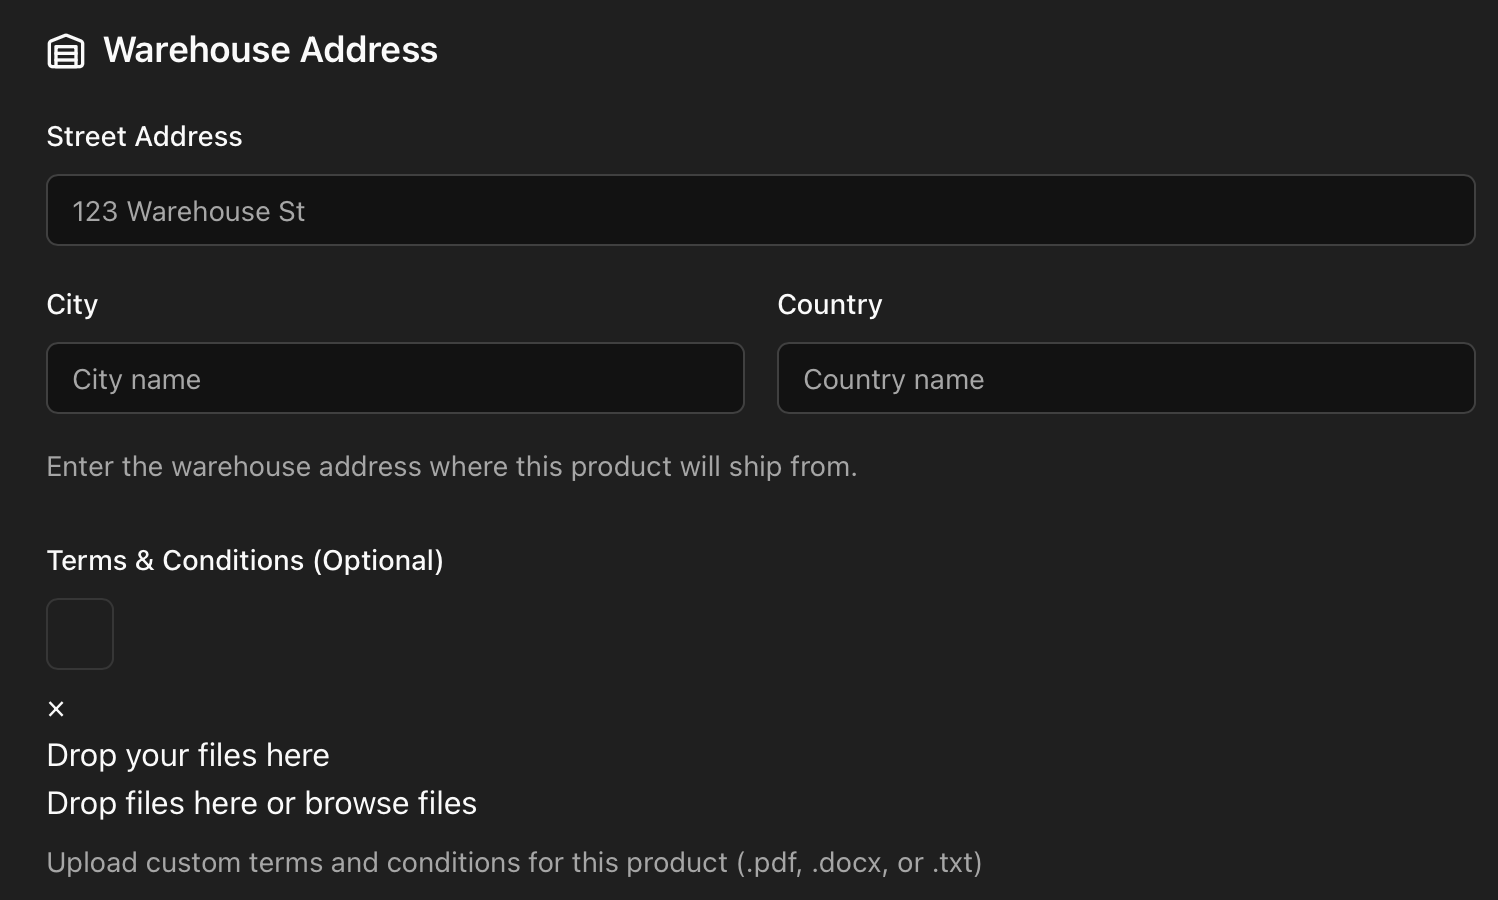 Warehouse Address
Street Address
123 Warehouse St
City
Country
City name
Country name
Enter the warehouse address where this product will ship from.
Terms & Conditions (Optional)
×
Drop your files here
Drop files here or browse files
Upload custom terms and conditions for this product (.pdf, .docx, or .txt)